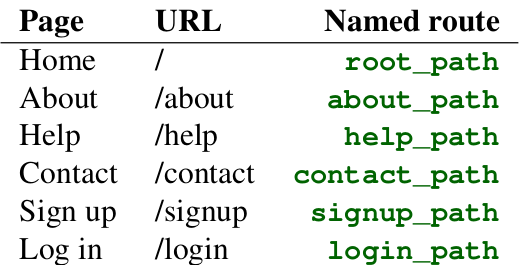 Page URL Named route
Home / root_path
About /about about_path
Help /help help_path
Contact /contact contact_path
Sign up /signup signup_path
Log in /login login_path